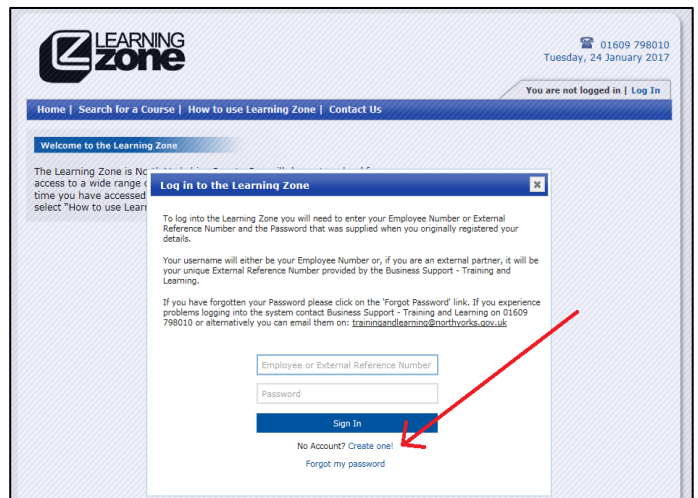 LEARNING
zone
01609 798010
Tuesday, 24 January 2017
You are not logged in | Log In
Home | Search for a Course | How to use Learning Zone | Contact Us
Welcome to the Learning Zone
The Learning Zone is
access to a wide range
time you have accessed
select "How to use
Log in to the Learning Zone
To log into the Learning Zone you will need to enter your Employee Number or External
Reference Number and the Password that was supplied when you originally registered your
details.
Your username will either be your Employee Number or, if you are an external partner, it will be
your unique External Reference Number provided by the Business Support - Training and
Learning.
If you have forgotten your Password please click on the 'Forgot Password' link. If you experience
problems logging into the system contact Business Support - Training and Learning on 01609
798010 or alternatively you can email them on: trainingandlearning@northyorks.gov.uk
Employee or External Reference Number
Password
Sign In
No Account? Create one!
Forgot my password